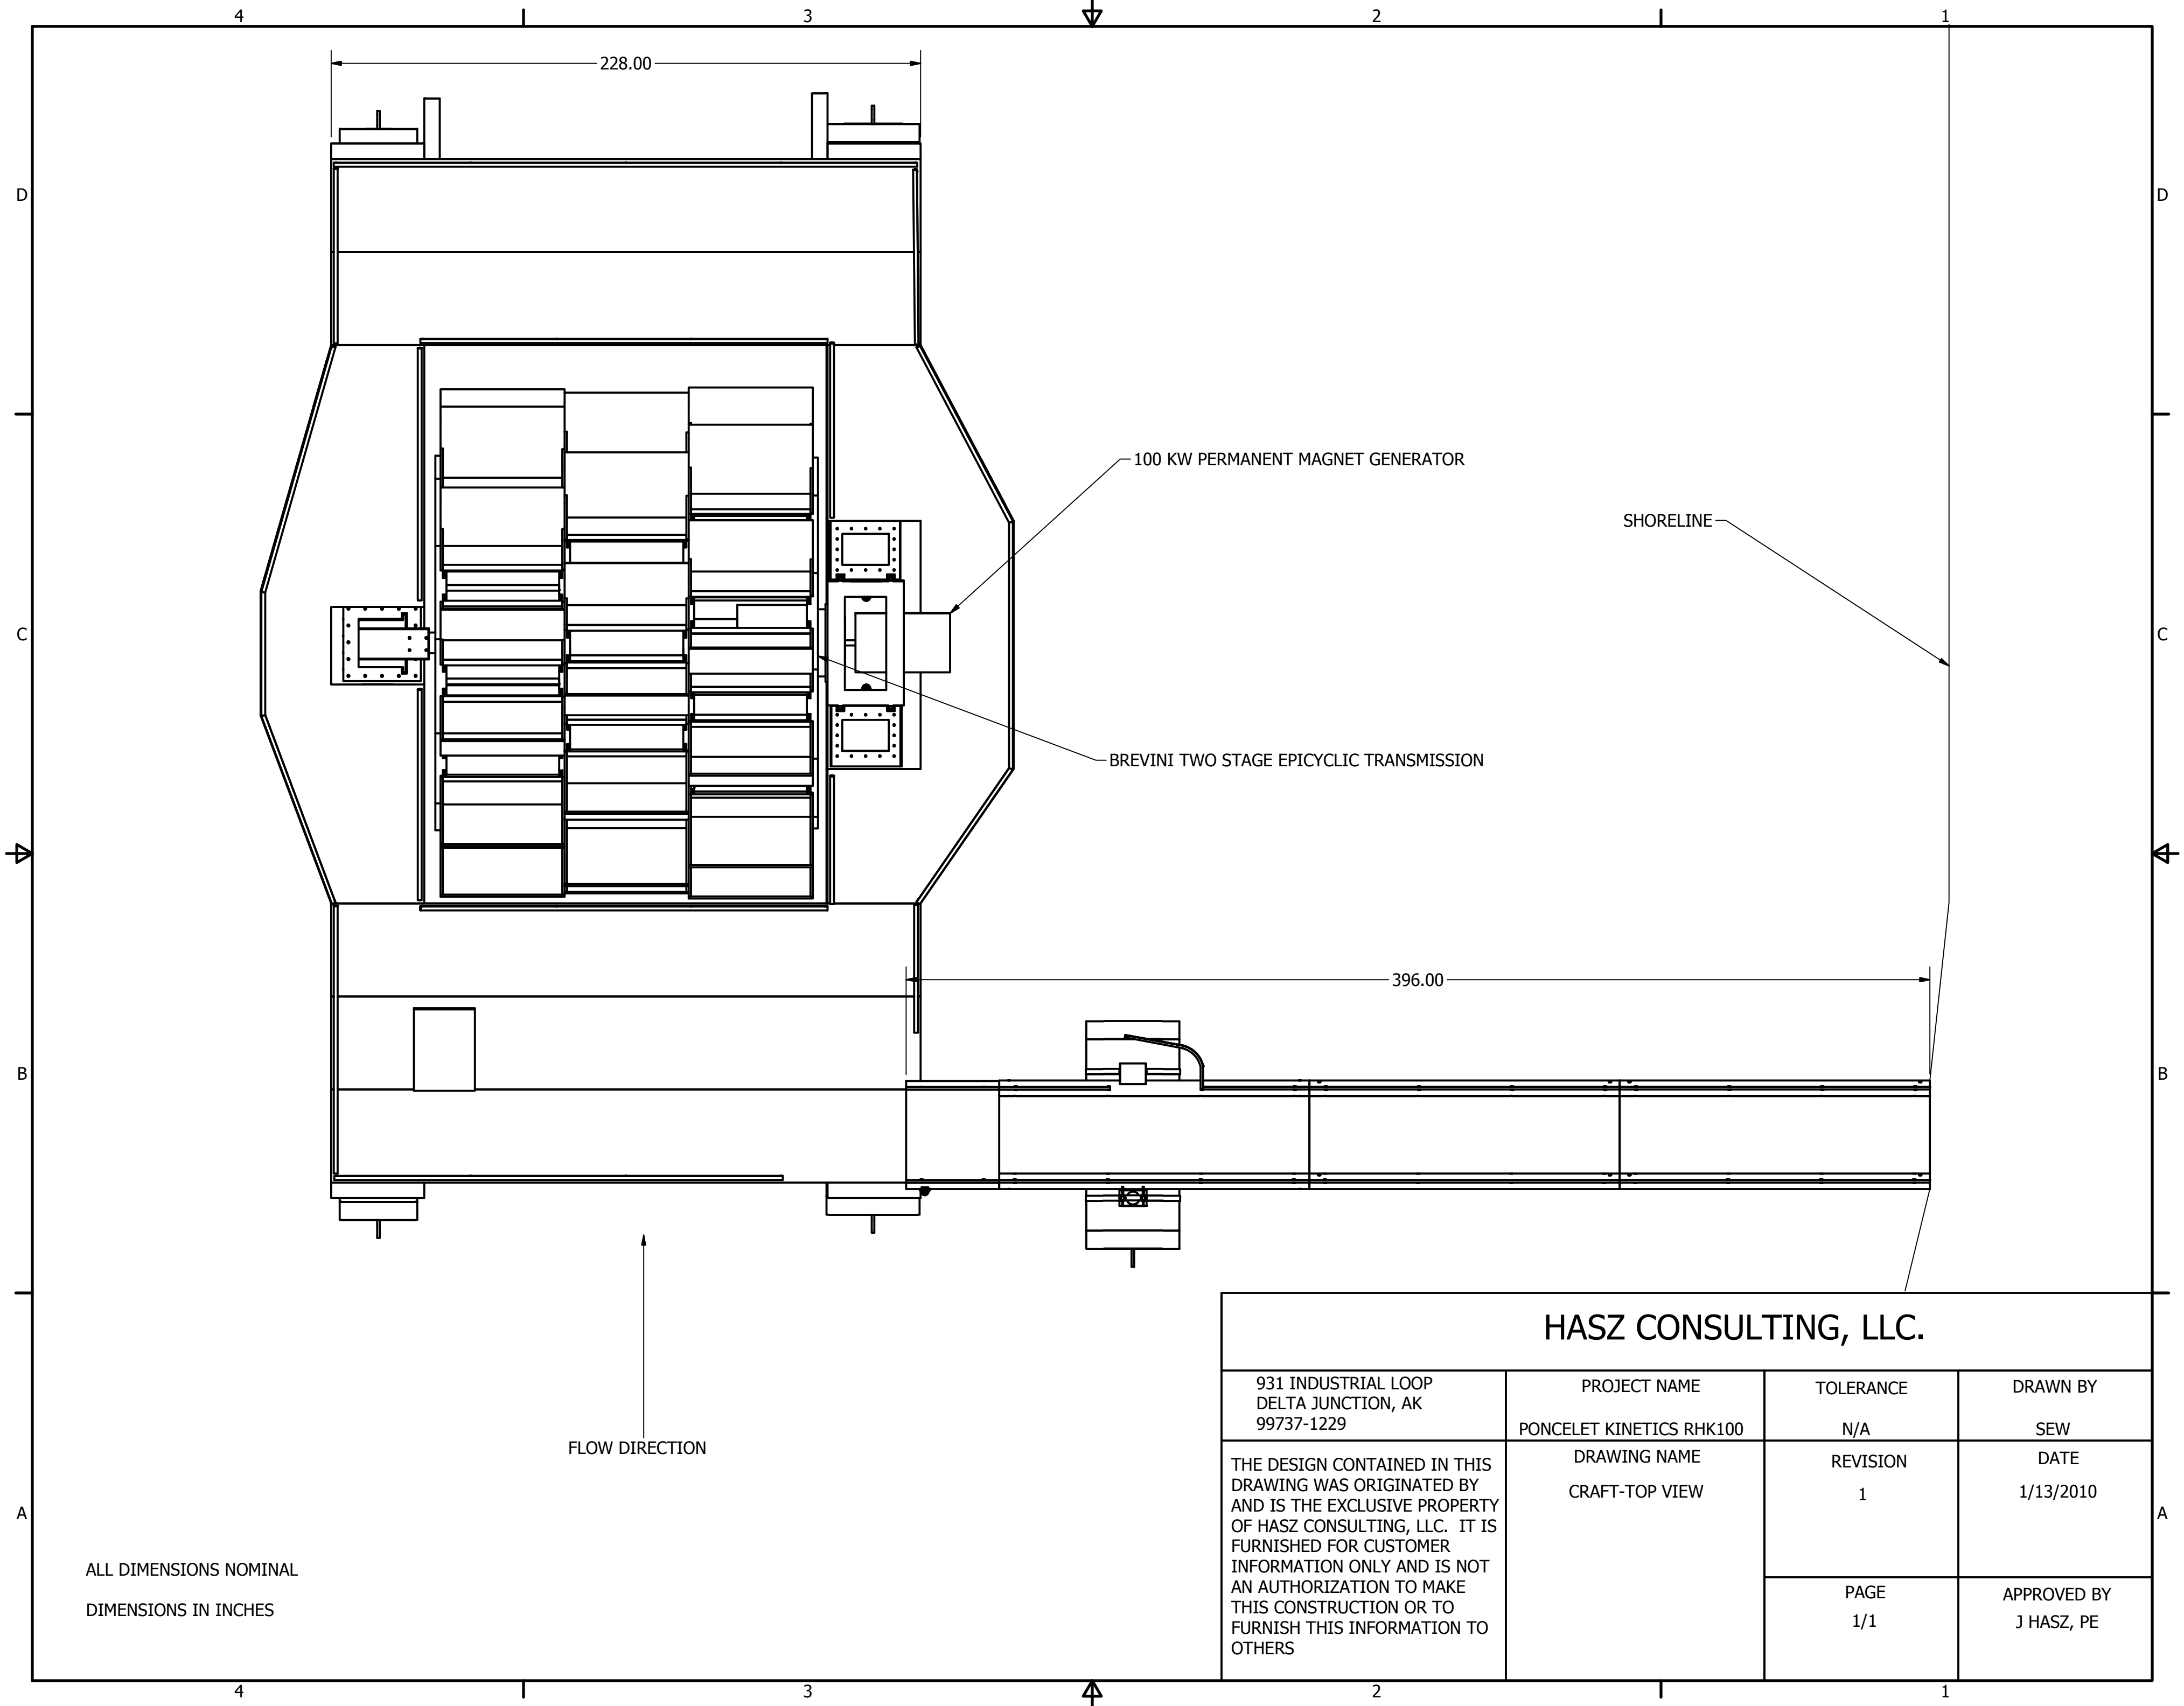 4 3 2 1
228.00
D D
100 KW PERMANENT MAGNET GENERATOR
SHORELINE
C C
BREVINI TWO STAGE EPICYCLIC TRANSMISSION
396.00
B B
FLOW DIRECTION
HASZ CONSULTING, LLC.
931 INDUSTRIAL LOOP
DELTA JUNCTION, AK
99737-1229
PROJECT NAME
PONCELET KINETICS RHK100
TOLERANCE
N/A
DRAWN BY
SEW
THE DESIGN CONTAINED IN THIS
DRAWING WAS ORIGINATED BY
AND IS THE EXCLUSIVE PROPERTY
OF HASZ CONSULTING, LLC. IT IS
FURNISHED FOR CUSTOMER
INFORMATION ONLY AND IS NOT
AN AUTHORIZATION TO MAKE
THIS CONSTRUCTION OR TO
FURNISH THIS INFORMATION TO
OTHERS
DRAWING NAME
CRAFT-TOP VIEW
REVISION
1
DATE
1/13/2010
PAGE
1/1
APPROVED BY
J HASZ, PE
A A
ALL DIMENSIONS NOMINAL
DIMENSIONS IN INCHES
4 3 2 1